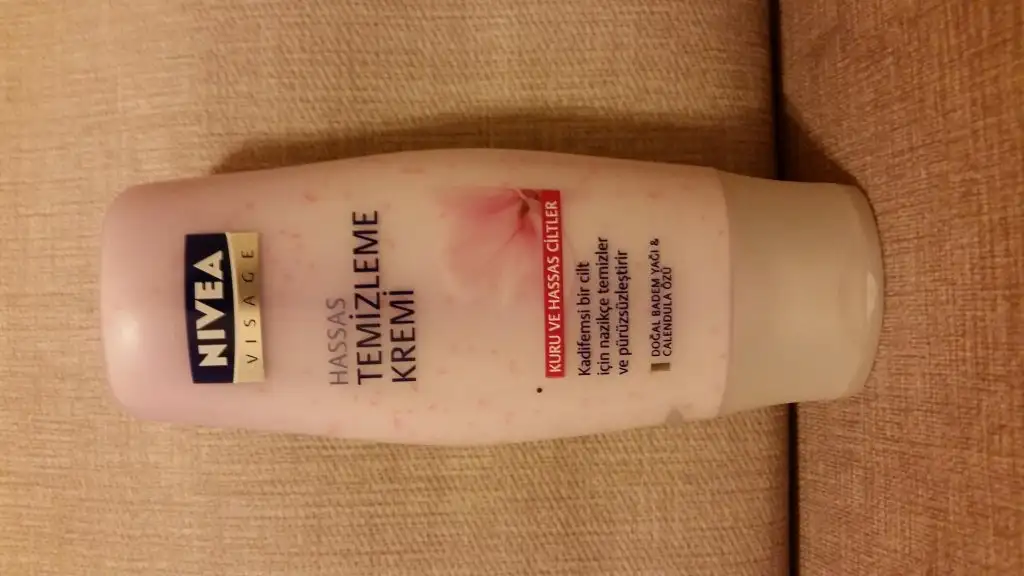 NIVEA
VISAGE
HASSAS
TEMİZLEME
KREMİ
KURU VE HASSAS CİLTLER
Kadifemsi bir cilt
için nazikçe temizler
ve pürüzsüzleştirir
DOĞAL BADEM YAĞI &
CALENDULA ÖZÜ